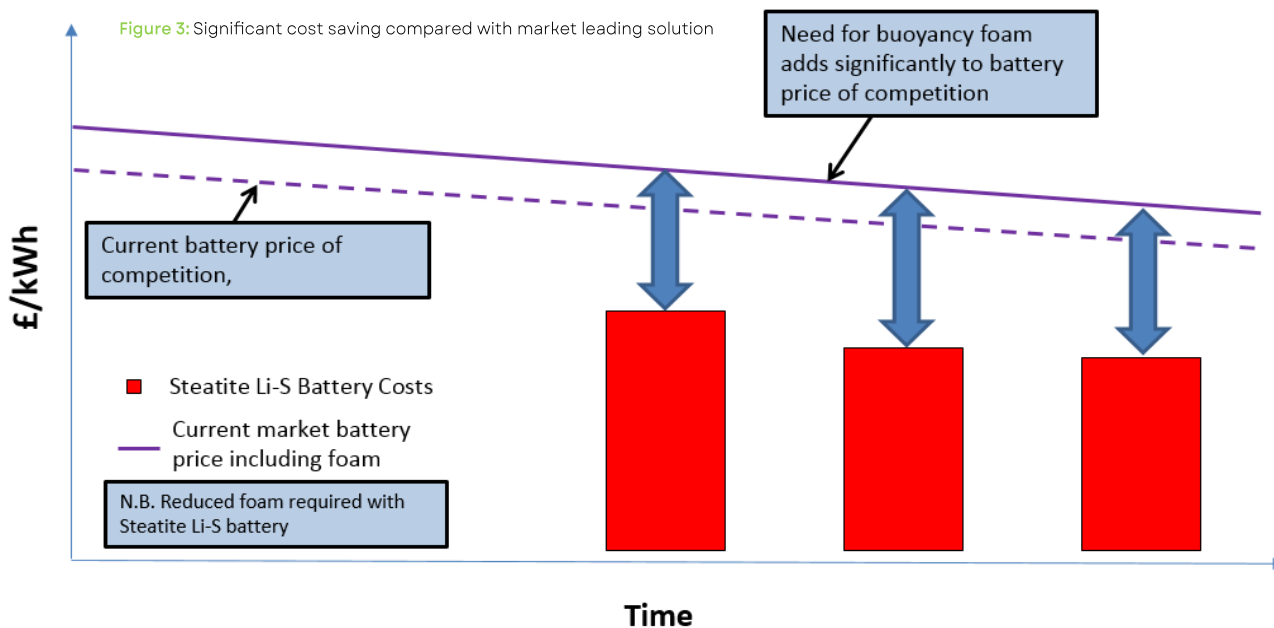 Figure 3: Significant cost saving compared with market leading solution
Need for buoyancy foam
adds significantly to battery
price of competition
Current battery price of
competition,
£/kWh
Steatite Li-S Battery Costs
Current market battery
price including foam
N.B. Reduced foam required with
Steatite Li-S battery
Time